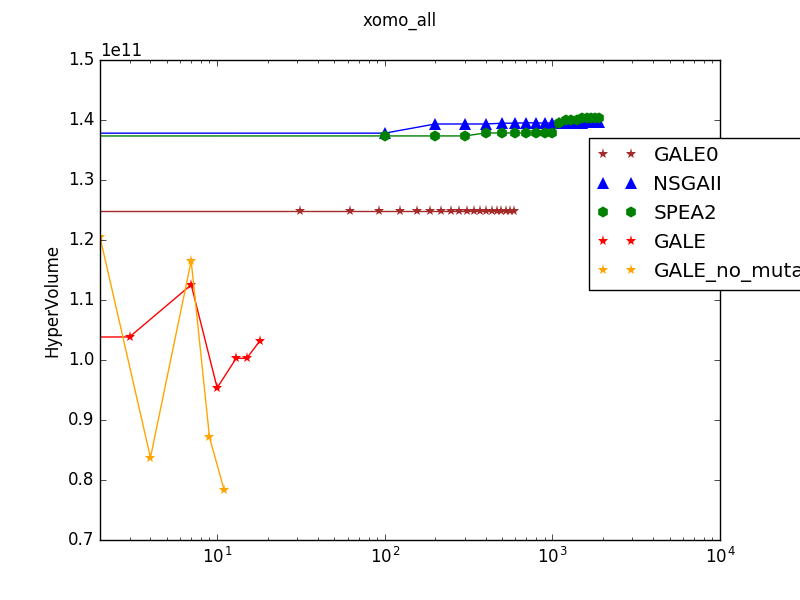 xomo_all
1e11
1.5
1.4
1.3
1.2
1.1
1.0
0.9
0.8
0.7
HyperVolume
10^1
10^2
10^3
10^4
GALE0
NSGAII
SPEA2
GALE
GALE_no_muta